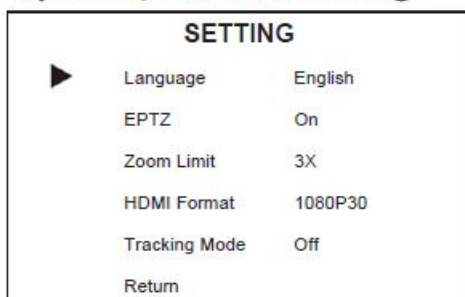 SETTING
Language English
EPTZ On
Zoom Limit 3X
HDMI Format 1080P30
Tracking Mode Off
Return